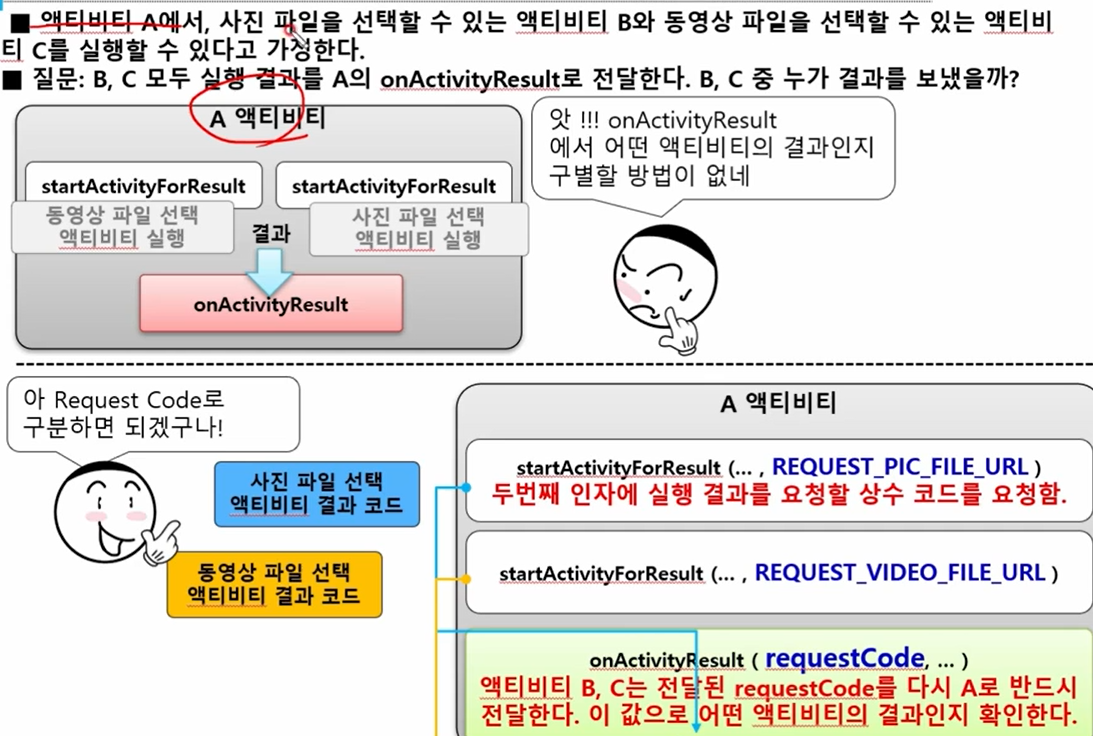 ■ 액티비티 A에서, 사진 파일을 선택할 수 있는 액티비티 B와 동영상 파일을 선택할 수 있는 액티비
티 C를 실행할 수 있다고 가정한다.
■ 질문: B, C 모두 실행 결과를 A의 onActivityResult로 전달한다. B, C 중 누가 결과를 보냈을까?
A 액티비티
startActivityForResult
동영상 파일 선택
액티비티 실행
startActivityForResult
사진 파일 선택
액티비티 실행
결과
onActivityResult
앗 !!! onActivityResult
에서 어떤 액티비티의 결과인지
구별할 방법이 없네
아 Request Code로
구분하면 되겠구나!
사진 파일 선택
액티비티 결과 코드
동영상 파일 선택
액티비티 결과 코드
A 액티비티
startActivityForResult (... , REQUEST_PIC_FILE_URL )
두번째 인자에 실행 결과를 요청할 상수 코드를 요청함.
startActivityForResult (... , REQUEST_VIDEO_FILE_URL )
onActivityResult ( requestCode, ... )
액티비티 B, C는 전달된 requestCode를 다시 A로 반드시
전달한다. 이 값으로 어떤 액티비티의 결과인지 확인한다.